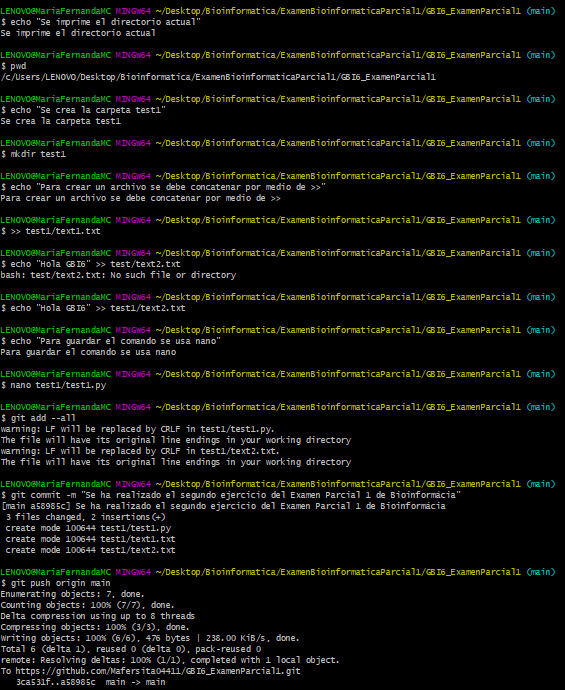 LENOVO@MariaFernandaMC MINGW64 ~/Desktop/Bioinformatica/ExamenBioinformaticaParcial1/GBI6_ExamenParcial1 (main)
$ echo "Se imprime el directorio actual"
Se imprime el directorio actual
LENOVO@MariaFernandaMC MINGW64 ~/Desktop/Bioinformatica/ExamenBioinformaticaParcial1/GBI6_ExamenParcial1 (main)
$ pwd
/c/Users/LENOVO/Desktop/Bioinformatica/ExamenBioinformaticaParcial1/GBI6_ExamenParcial1
LENOVO@MariaFernandaMC MINGW64 ~/Desktop/Bioinformatica/ExamenBioinformaticaParcial1/GBI6_ExamenParcial1 (main)
$ echo "Se crea la carpeta test1"
Se crea la carpeta test1
LENOVO@MariaFernandaMC MINGW64 ~/Desktop/Bioinformatica/ExamenBioinformaticaParcial1/GBI6_ExamenParcial1 (main)
$ mkdir test1
LENOVO@MariaFernandaMC MINGW64 ~/Desktop/Bioinformatica/ExamenBioinformaticaParcial1/GBI6_ExamenParcial1 (main)
$ echo "Para crear un archivo se debe concatenar por medio de >>"
Para crear un archivo se debe concatenar por medio de >>
LENOVO@MariaFernandaMC MINGW64 ~/Desktop/Bioinformatica/ExamenBioinformaticaParcial1/GBI6_ExamenParcial1 (main)
$ >> test1/text1.txt
LENOVO@MariaFernandaMC MINGW64 ~/Desktop/Bioinformatica/ExamenBioinformaticaParcial1/GBI6_ExamenParcial1 (main)
$ echo "Hola GBI6" >> test/text2.txt
bash: test/text2.txt: No such file or directory
LENOVO@MariaFernandaMC MINGW64 ~/Desktop/Bioinformatica/ExamenBioinformaticaParcial1/GBI6_ExamenParcial1 (main)
$ echo "Hola GBI6" >> test1/text2.txt
LENOVO@MariaFernandaMC MINGW64 ~/Desktop/Bioinformatica/ExamenBioinformaticaParcial1/GBI6_ExamenParcial1 (main)
$ echo "Para guardar el comando se usa nano"
Para guardar el comando se usa nano
LENOVO@MariaFernandaMC MINGW64 ~/Desktop/Bioinformatica/ExamenBioinformaticaParcial1/GBI6_ExamenParcial1 (main)
$ nano test1/test1.py
LENOVO@MariaFernandaMC MINGW64 ~/Desktop/Bioinformatica/ExamenBioinformaticaParcial1/GBI6_ExamenParcial1 (main)
$ git add --all
warning: LF will be replaced by CRLF in test1/test1.py.
The file will have its original line endings in your working directory
warning: LF will be replaced by CRLF in test1/text2.txt.
The file will have its original line endings in your working directory
LENOVO@MariaFernandaMC MINGW64 ~/Desktop/Bioinformatica/ExamenBioinformaticaParcial1/GBI6_ExamenParcial1 (main)
$ git commit -m "Se ha realizado el segundo ejercicio del Examen Parcial 1 de Bioinformácia"
[main a58985c] Se ha realizado el segundo ejercicio del Examen Parcial 1 de Bioinformácia
3 files changed, 2 insertions(+)
create mode 100644 test1/test1.py
create mode 100644 test1/text1.txt
create mode 100644 test1/text2.txt
LENOVO@MariaFernandaMC MINGW64 ~/Desktop/Bioinformatica/ExamenBioinformaticaParcial1/GBI6_ExamenParcial1 (main)
$ git push origin main
Enumerating objects: 7, done.
Counting objects: 100% (7/7), done.
Delta compression using up to 8 threads
Compressing objects: 100% (3/3), done.
Writing objects: 100% (6/6), 476 bytes | 238.00 KiB/s, done.
Total 6 (delta 1), reused 0 (delta 0), pack-reused 0
remote: Resolving deltas: 100% (1/1), completed with 1 local object.
To https://github.com/Mafersita04411/GBI6_ExamenParcial1.git
3ca531f..a58985c main -> main